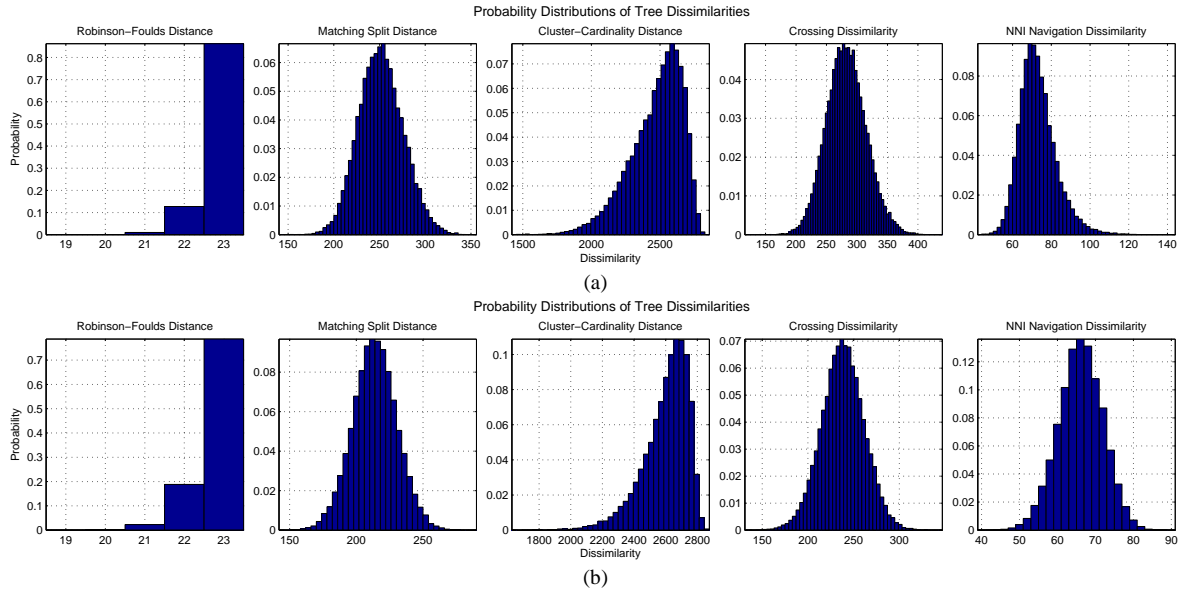 Probability Distributions of Tree Dissimilarities
Robinson−Foulds Distance
Matching Split Distance
Cluster−Cardinality Distance
Crossing Dissimilarity
NNI Navigation Dissimilarity
Probability
0.8
0.7
0.6
0.5
0.4
0.3
0.2
0.1
0
19 20 21 22 23
0.06
0.05
0.04
0.03
0.02
0.01
0
150 200 250 300 350
0.07
0.06
0.05
0.04
0.03
0.02
0.01
0
1500 2000 2500
0.04
0.03
0.02
0.01
0
150 200 250 300 350 400
0.08
0.06
0.04
0.02
0
60 80 100 120 140
Dissimilarity
(a)
Probability Distributions of Tree Dissimilarities
Robinson−Foulds Distance
Matching Split Distance
Cluster−Cardinality Distance
Crossing Dissimilarity
NNI Navigation Dissimilarity
Probability
0.7
0.6
0.5
0.4
0.3
0.2
0.1
0
19 20 21 22 23
0.08
0.06
0.04
0.02
0
150 200 250
0.1
0.08
0.06
0.04
0.02
0
1800 2000 2200 2400 2600 2800
0.07
0.06
0.05
0.04
0.03
0.02
0.01
0
150 200 250 300
0.12
0.1
0.08
0.06
0.04
0.02
0
40 50 60 70 80 90
Dissimilarity
(b)